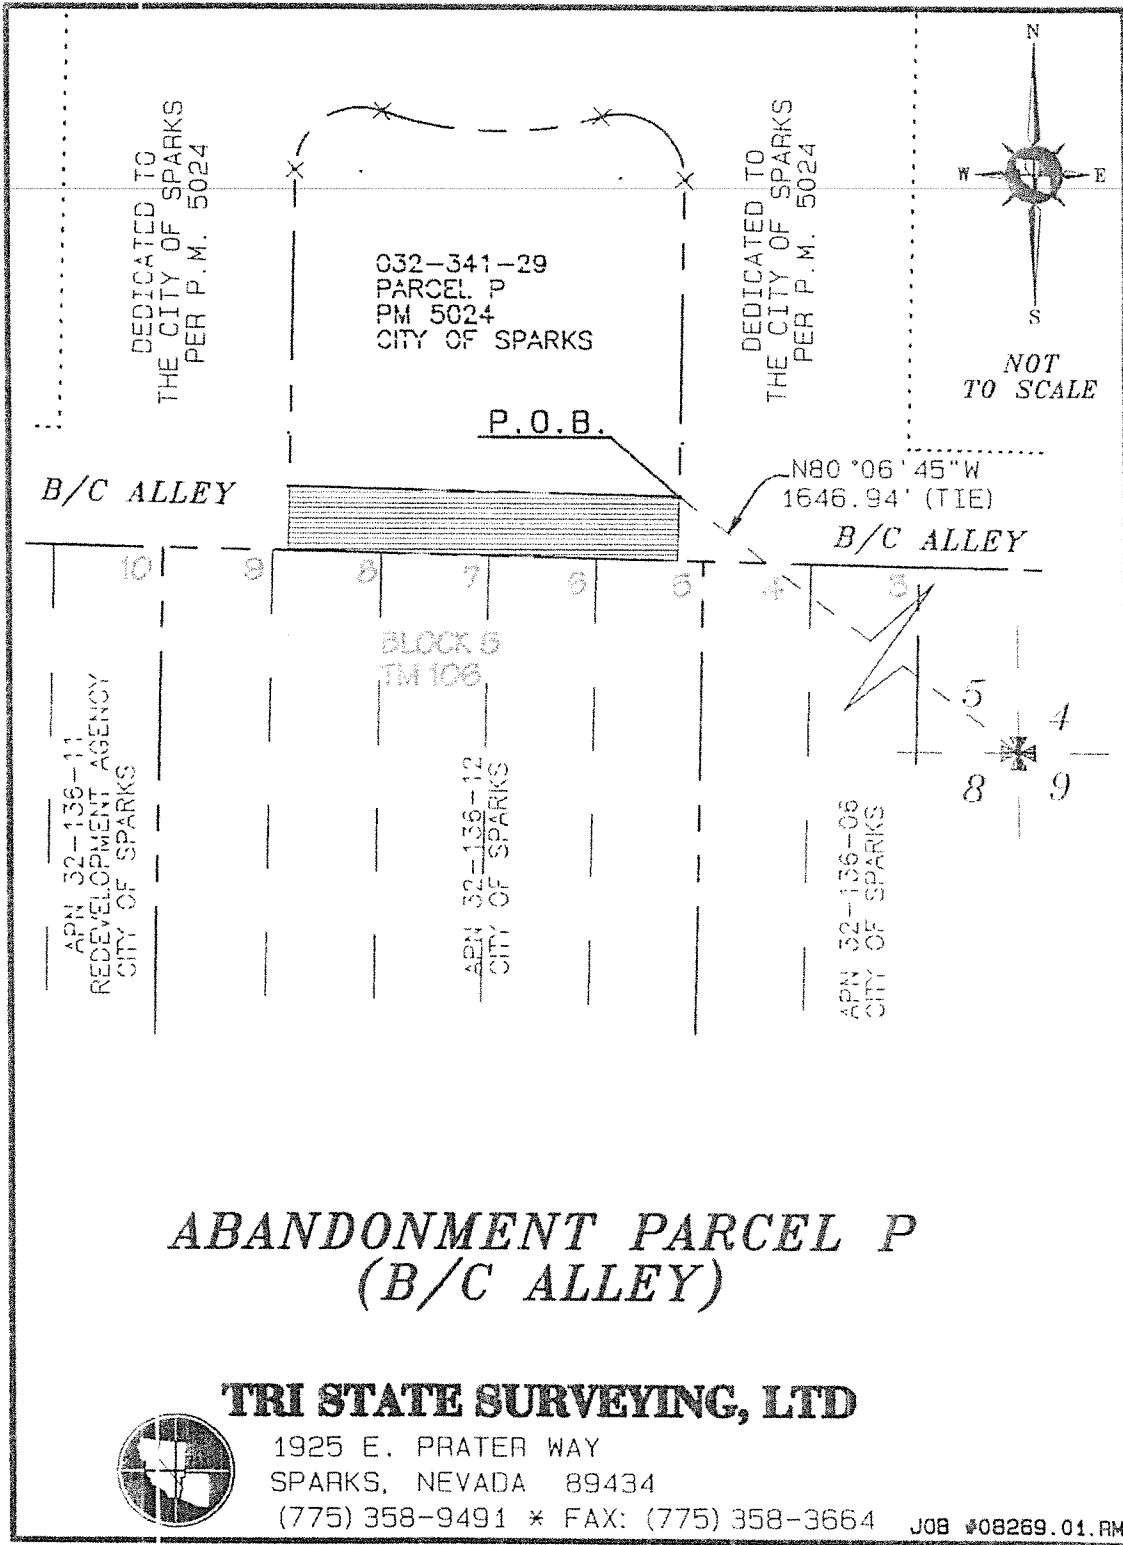 N
W
E
S
NOT
TO SCALE
DEDICATED TO
THE CITY OF SPARKS
PER P.M. 5024
032-341-29
PARCEL P
PM 5024
CITY OF SPARKS
DEDICATED TO
THE CITY OF SPARKS
PER P.M. 5024
P.O.B.
B/C ALLEY
N80°06'45"W
1646.94' (TIE)
B/C ALLEY
10
9
8
7
6
5
4
3
BLOCK 5
TM 106
APN 32-136-11
REDEVELOPMENT AGENCY
CITY OF SPARKS
APN 32-136-12
CITY OF SPARKS
APN 32-136-06
CITY OF SPARKS
5
4
8
9
ABANDONMENT PARCEL P
(B/C ALLEY)
TRI STATE SURVEYING, LTD
1925 E. PRATER WAY
SPARKS, NEVADA 89434
(775) 358-9491 * FAX: (775) 358-3664
JOB #08269.01.RM